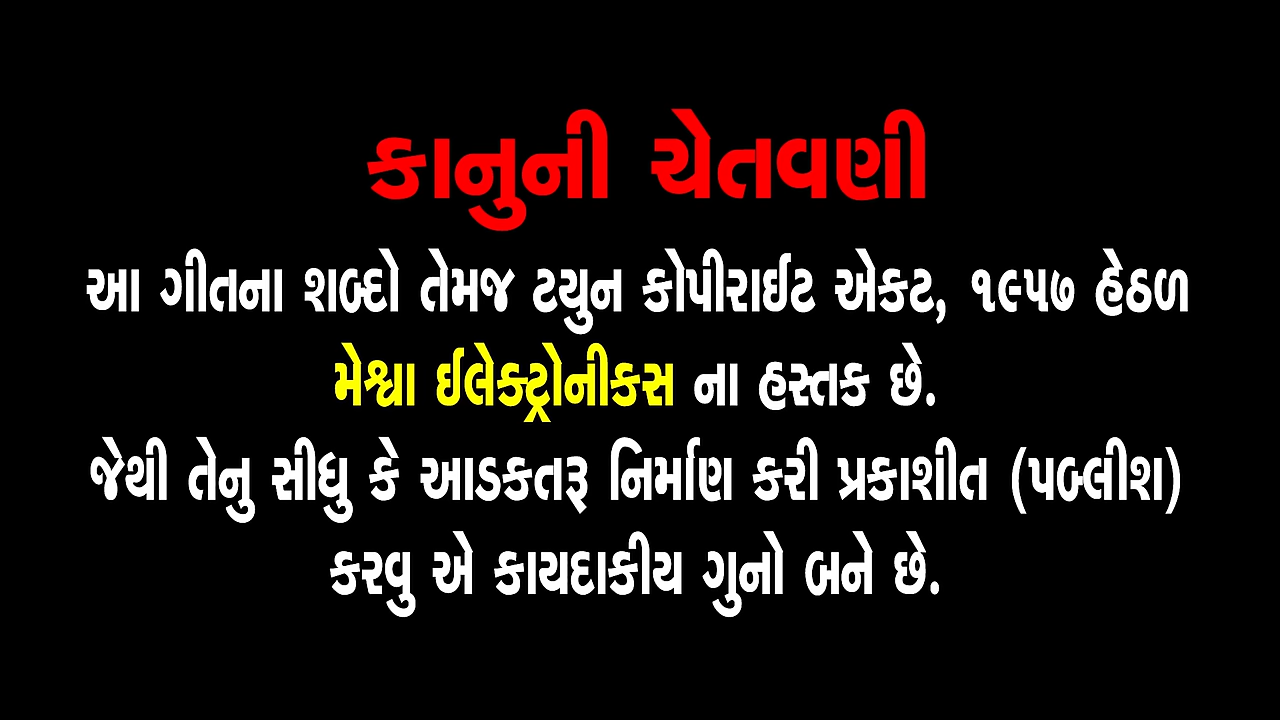 કાનુની ચેતવણી
આ ગીતના શબ્દો તેમજ ટયુન કોપીરાઈટ એકટ, ૧૯૫૭ હેઠળ
મેશ્વા ઈલેક્ટ્રોનીકસ ના હસ્તક છે.
જેથી તેનુ સીધુ કે આડકતરૂ નિર્માણ કરી પ્રકાશીત (પબ્લીશ)
કરવુ એ કાયદાકીય ગુનો બને છે.